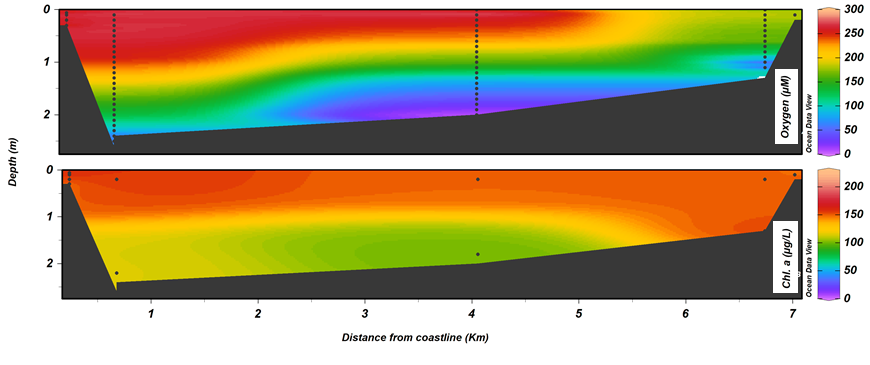 0
1
2
Oxygen (µM)
Ocean Data View
300
250
200
150
100
50
0
Depth (m)
0
1
2
Chl. a (µg/L)
Ocean Data View
200
150
100
50
0
1 2 3 4 5 6 7
Distance from coastline (Km)